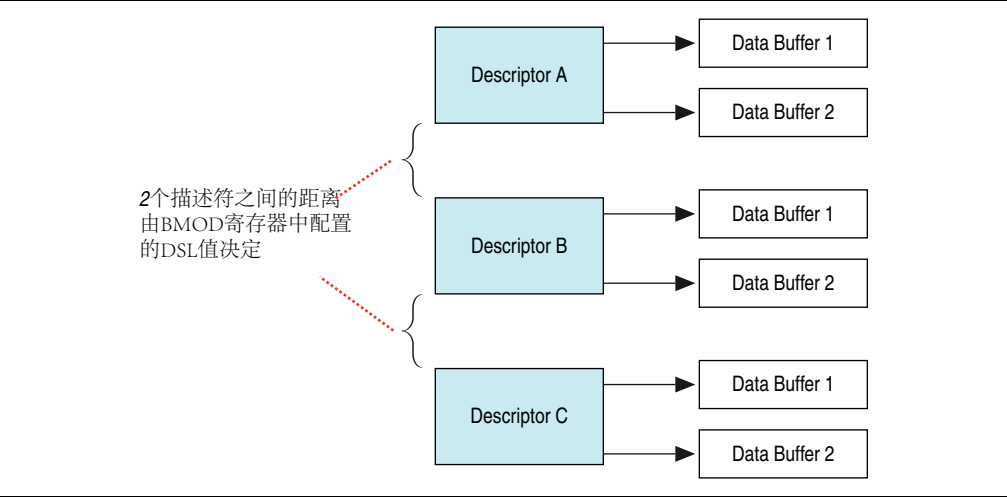 Data Buffer 1
Descriptor A
Data Buffer 2
2个描述符之间的距离
由BMOD寄存器中配置
的DSL值决定
Data Buffer 1
Descriptor B
Data Buffer 2
Data Buffer 1
Descriptor C
Data Buffer 2